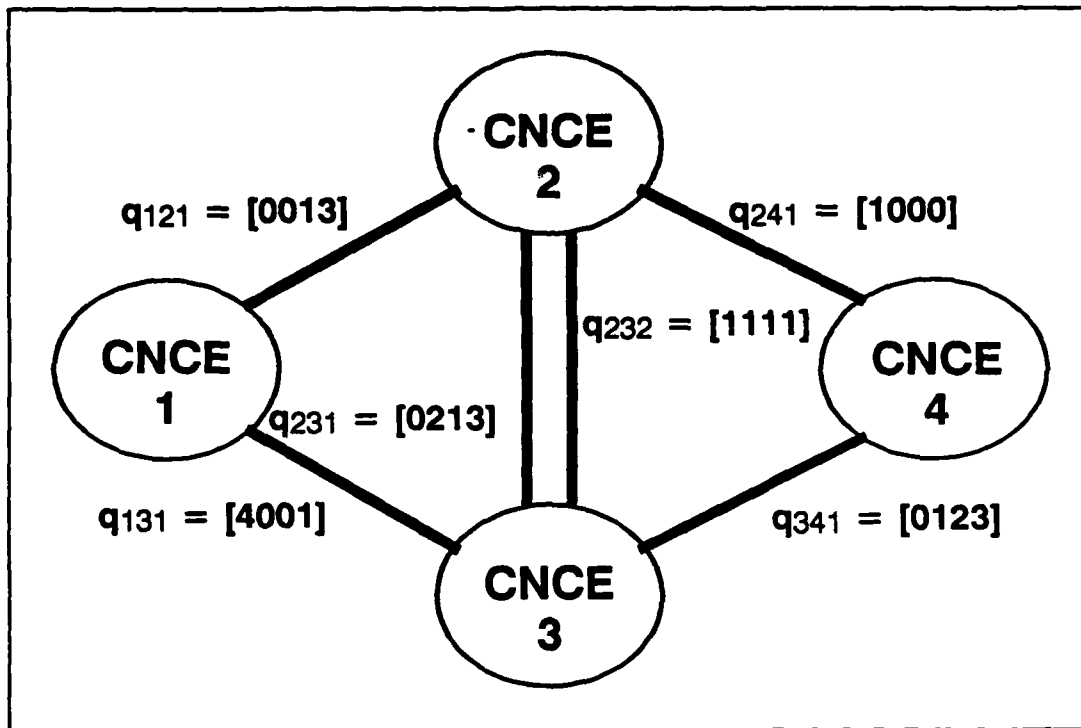 CNCE
2
q121 = [0013]
q241 = [1000]
q232 = [1111]
CNCE
1
CNCE
4
q231 = [0213]
q131 = [4001]
q341 = [0123]
CNCE
3